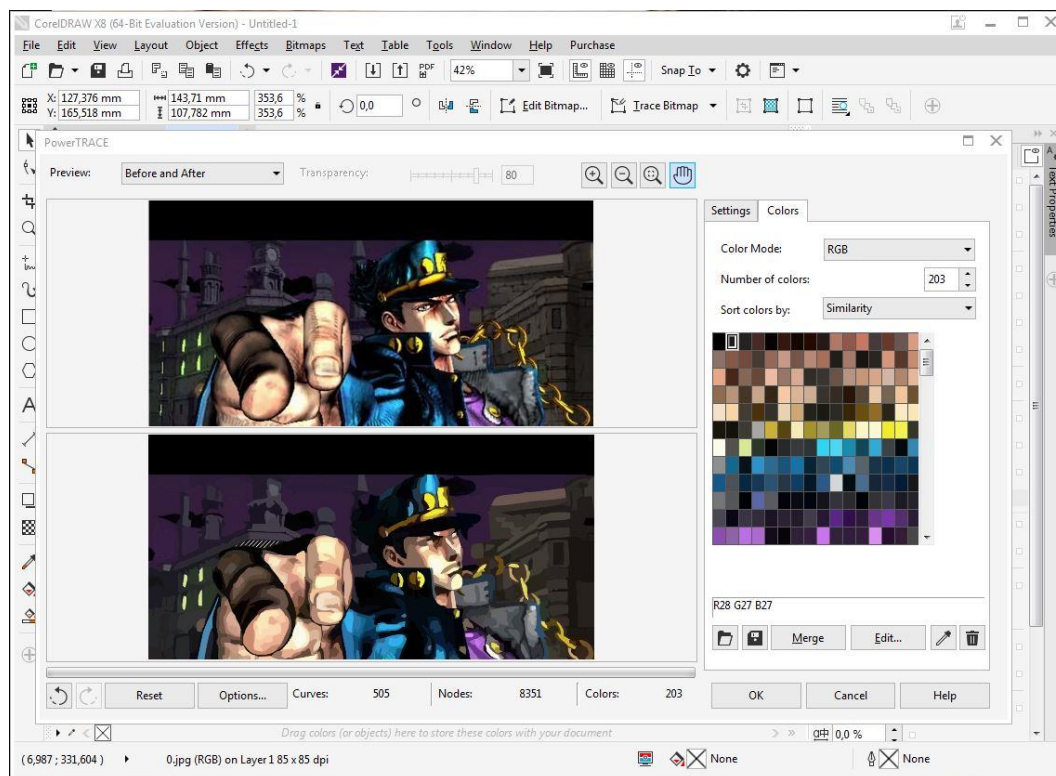 CorelDRAW X8 (64-Bit Evaluation Version) - Untitled-1
File Edit View Layout Object Effects Bitmaps Text Table Tools Window Help Purchase
PDF 42% Snap To
X: 127,376 mm 143,71 mm 353,6 % 0,0 Edit Bitmap... Trace Bitmap
Y: 165,518 mm 107,782 mm 353,6 %
PowerTRACE
Preview: Before and After Transparency: 80
Settings Colors
Color Mode: RGB
Number of colors: 203
Sort colors by: Similarity
R28 G27 B27
Merge Edit...
Reset Options... Curves: 505 Nodes: 8351 Colors: 203 OK Cancel Help
Text Properties
Drag colors (or objects) here to store these colors with your document 0,0 %
(6,987 ; 331,604) 0.jpg (RGB) on Layer 1 85 x 85 dpi None None